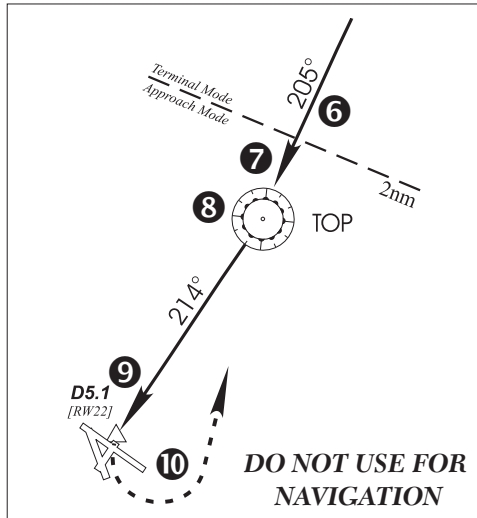 205°
Terminal Mode
Approach Mode
6
7
2nm
8
TOP
214°
9
D5.1
[RW22]
10
DO NOT USE FOR
NAVIGATION